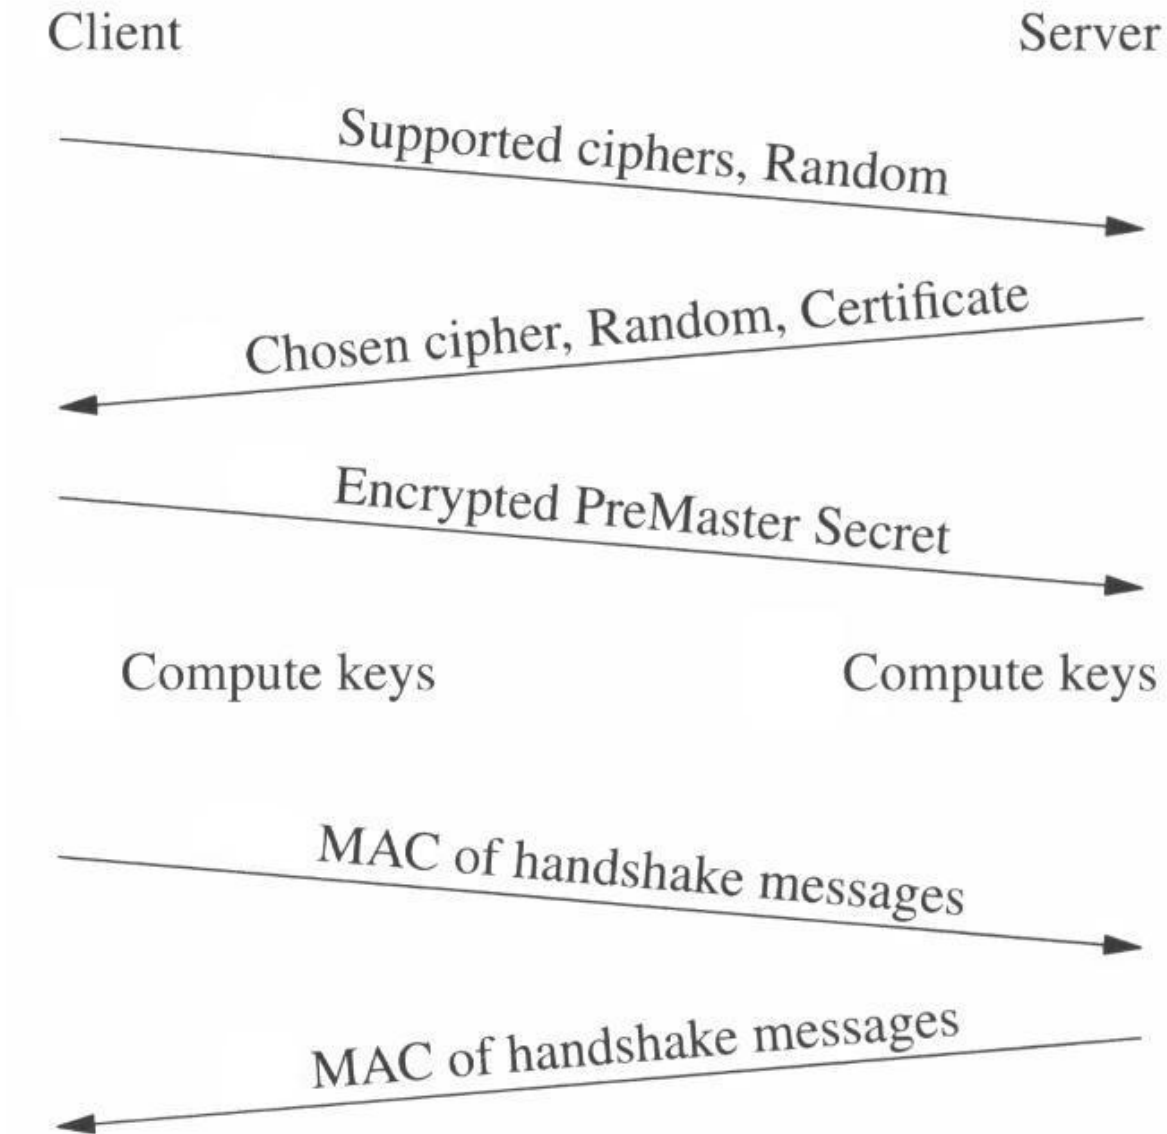 Client
Server
Supported ciphers, Random
Chosen cipher, Random, Certificate
Encrypted PreMaster Secret
Compute keys
Compute keys
MAC of handshake messages
MAC of handshake messages